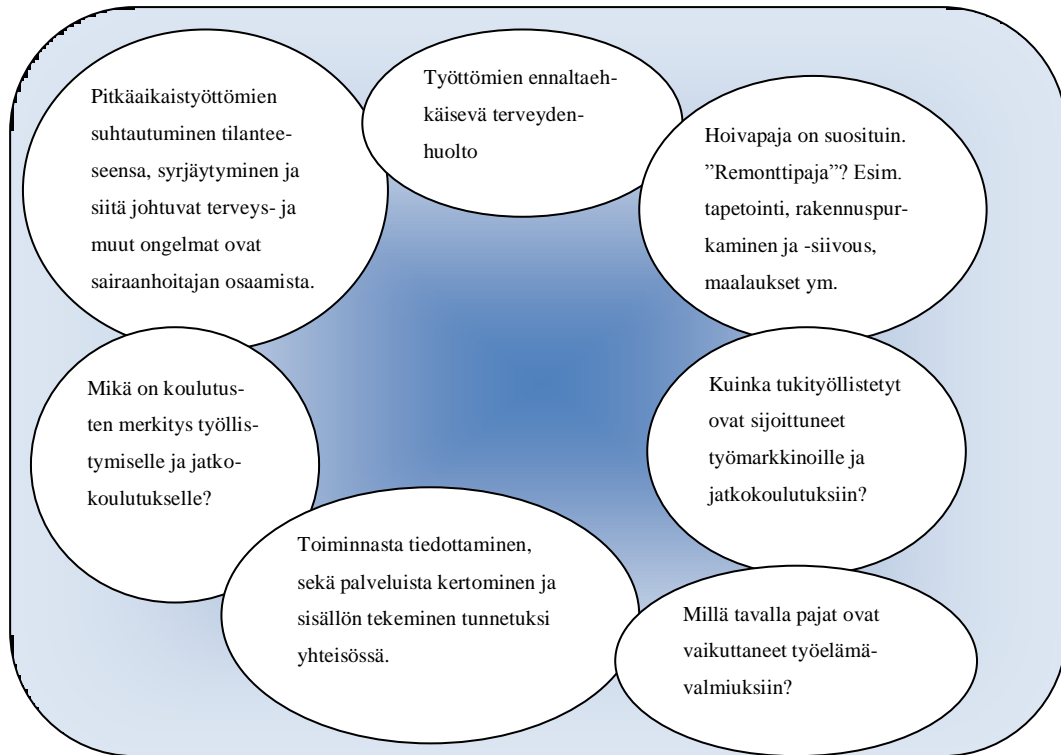 Pitkäaikaistyöttömien
suhtautuminen tilantee-
seensa, syrjäytyminen ja
siitä johtuvat terveys- ja
muut ongelmat ovat
sairaanhoitajan osaamista.
Työttömien ennaltaeh-
käisevä terveyden-
huolto
Hoivapaja on suosituin.
”Remonttipaja”? Esim.
tapetointi, rakennuspur-
kaminen ja -siivous,
maalaukset ym.
Mikä on koulutus-
ten merkitys työllis-
tymiselle ja jatko-
koulutukselle?
Kuinka tukityöllistetyt
ovat sijoittuneet
työmarkkinoille ja
jatkokoulutuksiin?
Toiminnasta tiedottaminen,
sekä palveluista kertominen ja
sisällön tekeminen tunnetuksi
yhteisössä.
Millä tavalla pajat ovat
vaikuttaneet työelämä-
valmiuksiin?